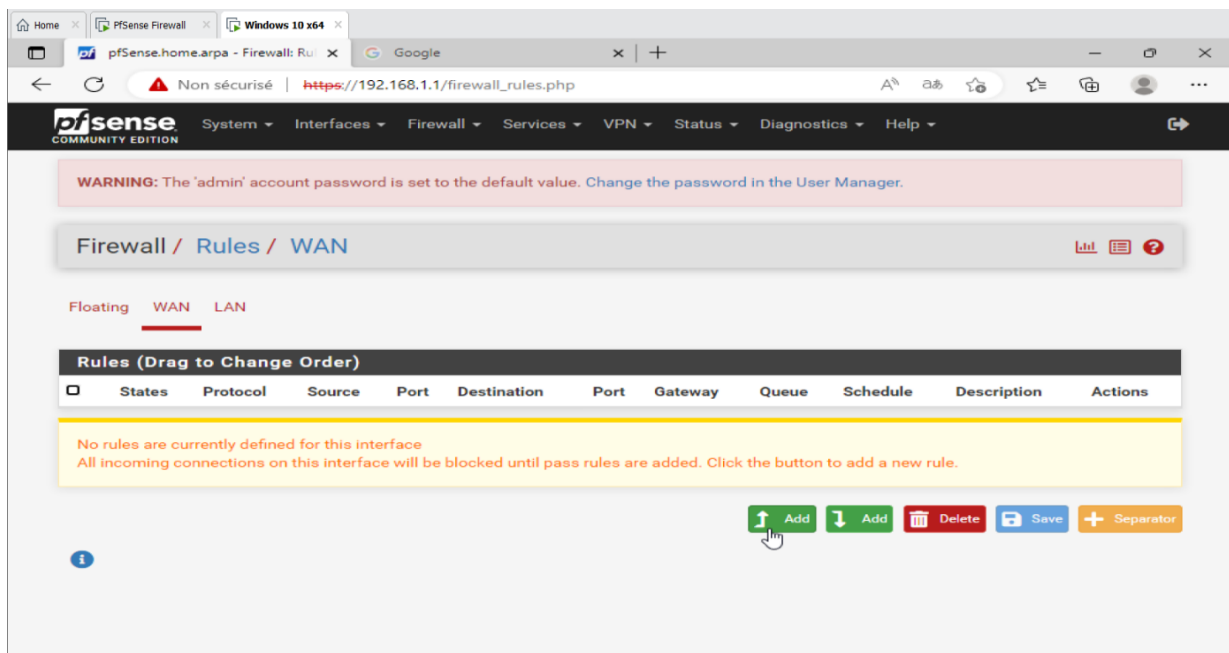 Home PfSense Firewall Windows 10 x64
pfSense.home.arpa - Firewall: Rul Google
Non sécurisé https://192.168.1.1/firewall_rules.php
pfsense System Interfaces Firewall Services VPN Status Diagnostics Help
COMMUNITY EDITION
WARNING: The 'admin' account password is set to the default value. Change the password in the User Manager.
Firewall / Rules / WAN
Floating WAN LAN
Rules (Drag to Change Order)
States Protocol Source Port Destination Port Gateway Queue Schedule Description Actions
No rules are currently defined for this interface
All incoming connections on this interface will be blocked until pass rules are added. Click the button to add a new rule.
Add Add Delete Save Separator